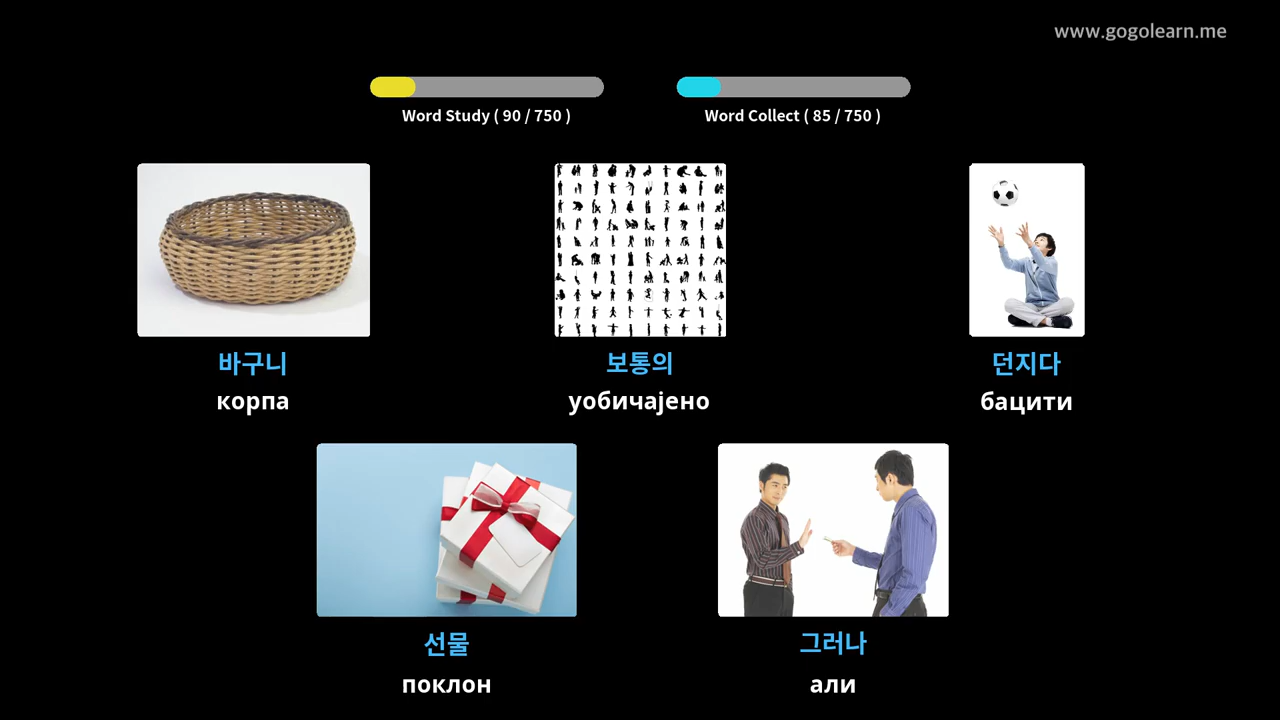 www.gogolearn.me
Word Study ( 90 / 750 )
Word Collect ( 85 / 750 )
바구니
корпа
보통의
уобичајено
던지다
бацити
선물
поклон
그러나
али